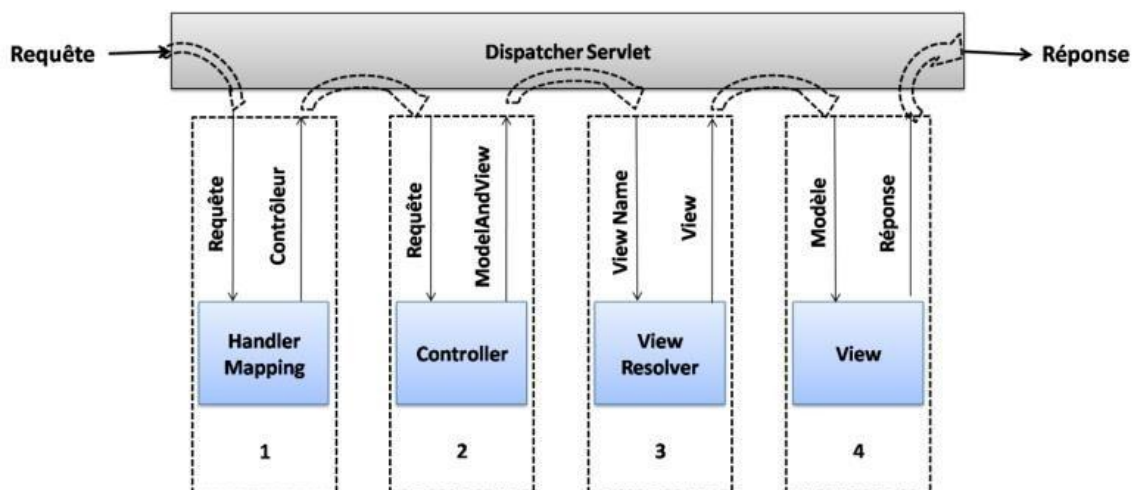 Requête
Dispatcher Servlet
Réponse
Requête
Contrôleur
Requête
ModelAndView
View Name
View
Modèle
Réponse
Handler
Mapping
Controller
View
Resolver
View
1
2
3
4